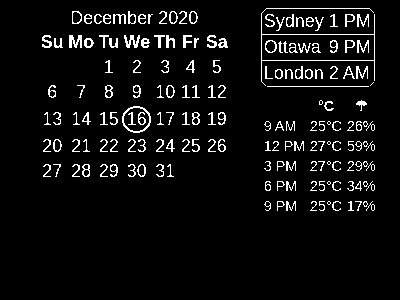 December 2020
Su Mo Tu We Th Fr Sa
1 2 3 4 5
6 7 8 9 10 11 12
13 14 15 16 17 18 19
20 21 22 23 24 25 26
27 28 29 30 31
Sydney 1 PM
Ottawa 9 PM
London 2 AM
°C ☂
9 AM 25°C 26%
12 PM 27°C 59%
3 PM 27°C 29%
6 PM 25°C 34%
9 PM 25°C 17%